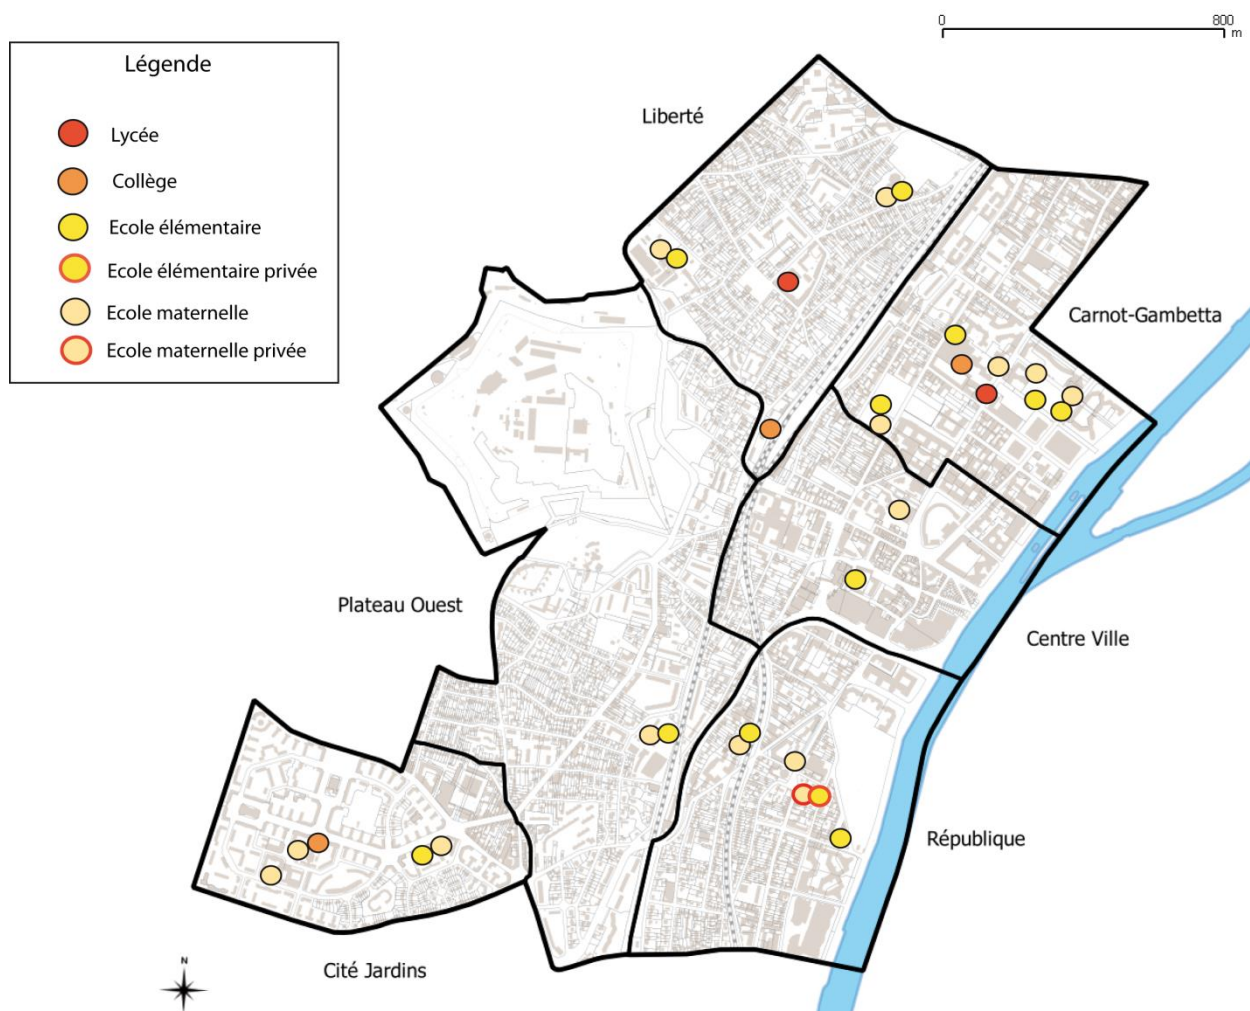 0 800
m
Légende
Lycée
Collège
Ecole élémentaire
Ecole élémentaire privée
Ecole maternelle
Ecole maternelle privée
Liberté
Carnot-Gambetta
Plateau Ouest
Centre Ville
République
Cité Jardins
N